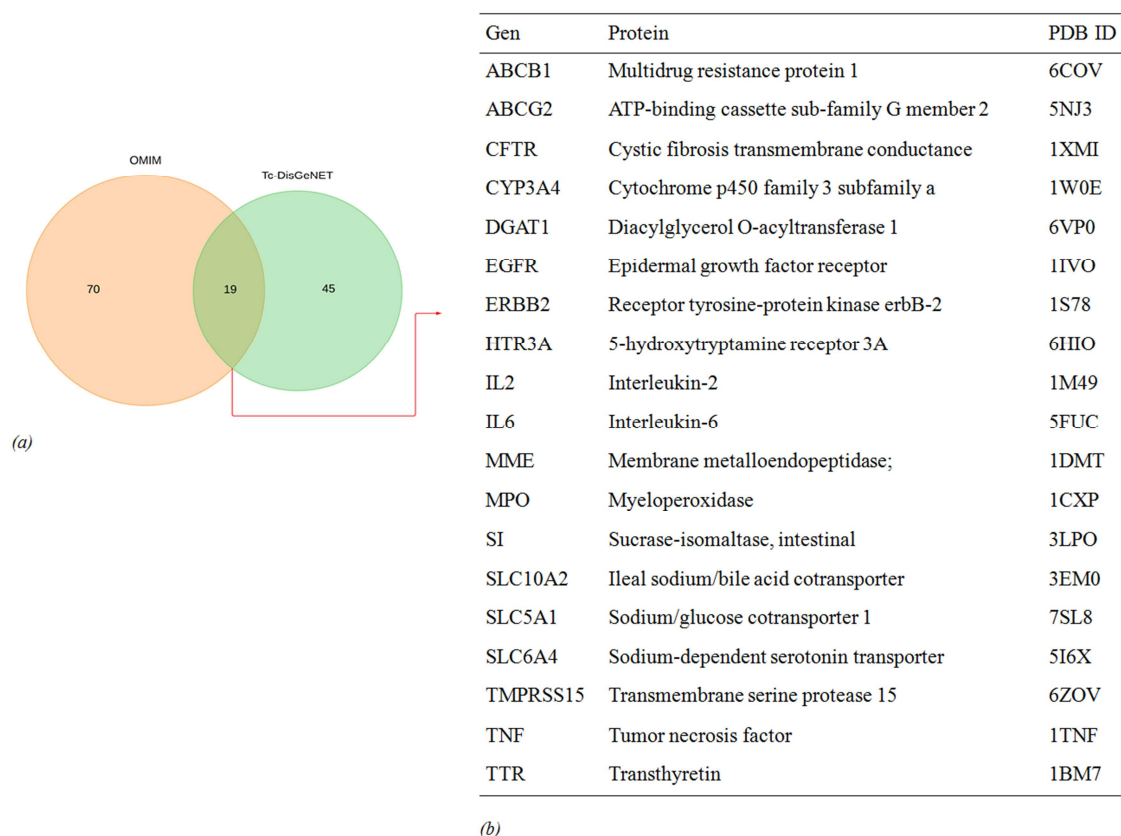 OMIM
Tc-DisGeNET
70
19
45
(a)
Gen Protein PDB ID
ABCB1 Multidrug resistance protein 1 6COV
ABCG2 ATP-binding cassette sub-family G member 2 5NJ3
CFTR Cystic fibrosis transmembrane conductance 1XMI
CYP3A4 Cytochrome p450 family 3 subfamily a 1W0E
DGAT1 Diacylglycerol O-acyltransferase 1 6VP0
EGFR Epidermal growth factor receptor 1IVO
ERBB2 Receptor tyrosine-protein kinase erbB-2 1S78
HTR3A 5-hydroxytryptamine receptor 3A 6HIO
IL2 Interleukin-2 1M49
IL6 Interleukin-6 5FUC
MME Membrane metalloendopeptidase; 1DMT
MPO Myeloperoxidase 1CXP
SI Sucrase-isomaltase, intestinal 3LPO
SLC10A2 Ileal sodium/bile acid cotransporter 3EM0
SLC5A1 Sodium/glucose cotransporter 1 7SL8
SLC6A4 Sodium-dependent serotonin transporter 5I6X
TMPRSS15 Transmembrane serine protease 15 6ZOV
TNF Tumor necrosis factor 1TNF
TTR Transthyretin 1BM7
(b)